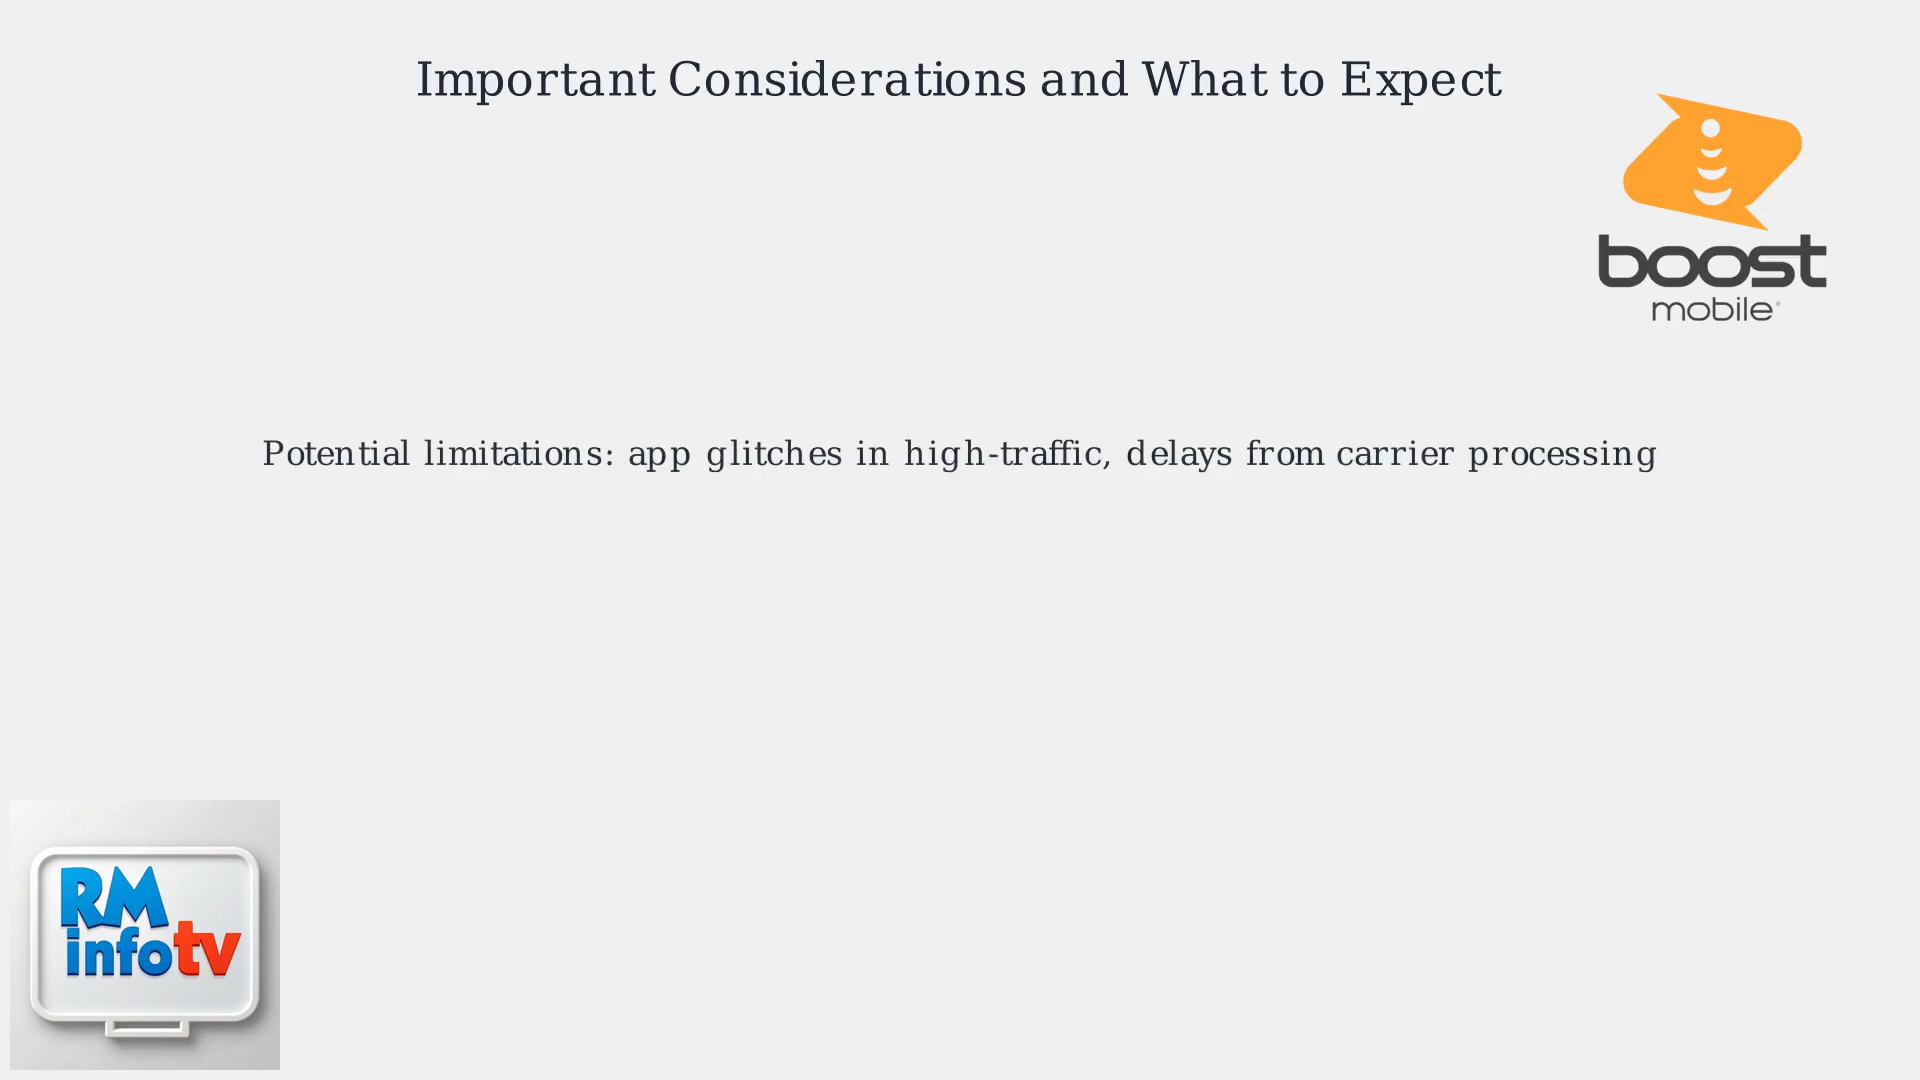 Important Considerations and What to Expect
boost
mobile
Potential limitations: app glitches in high-traffic, delays from carrier processing
RM
infotv